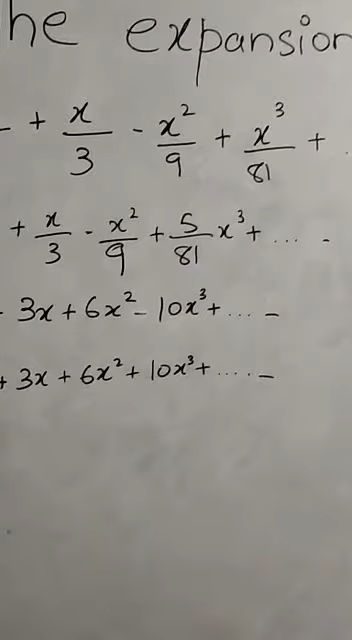 he expansion
- + x/3 - x²/9 + x³/81 + .
+ x/3 - x²/9 + 5/81 x³ + .... -
- 3x + 6x² - 10x³ + .... -
+ 3x + 6x² + 10x³ + .... -